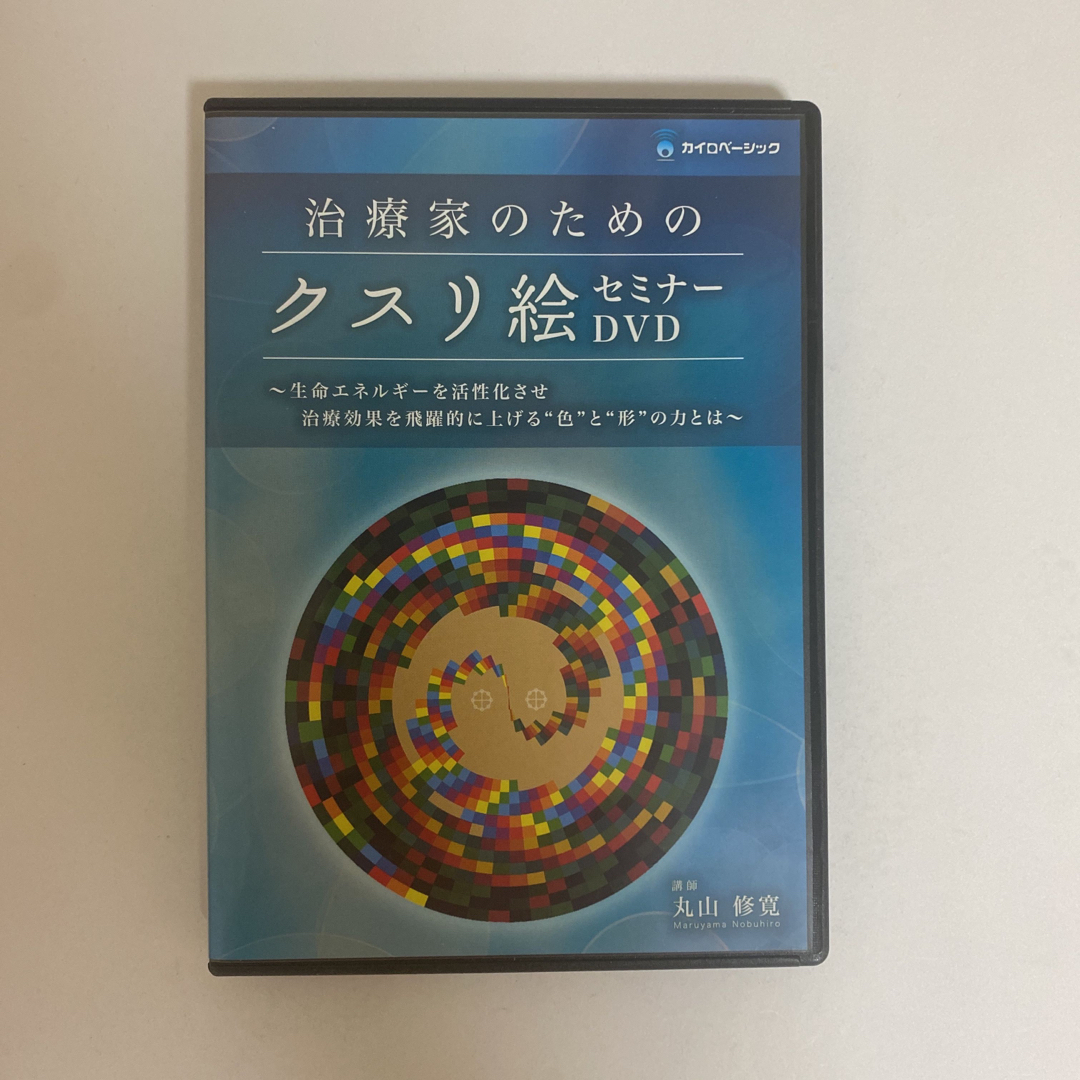 カイロベーシック
治療家のための
クスリ絵
セミナー
DVD
～生命エネルギーを活性化させ
治療効果を飛躍的に上げる“色”と“形”の力とは～
講師
丸山 修寛
Maruyama Nobuhiro